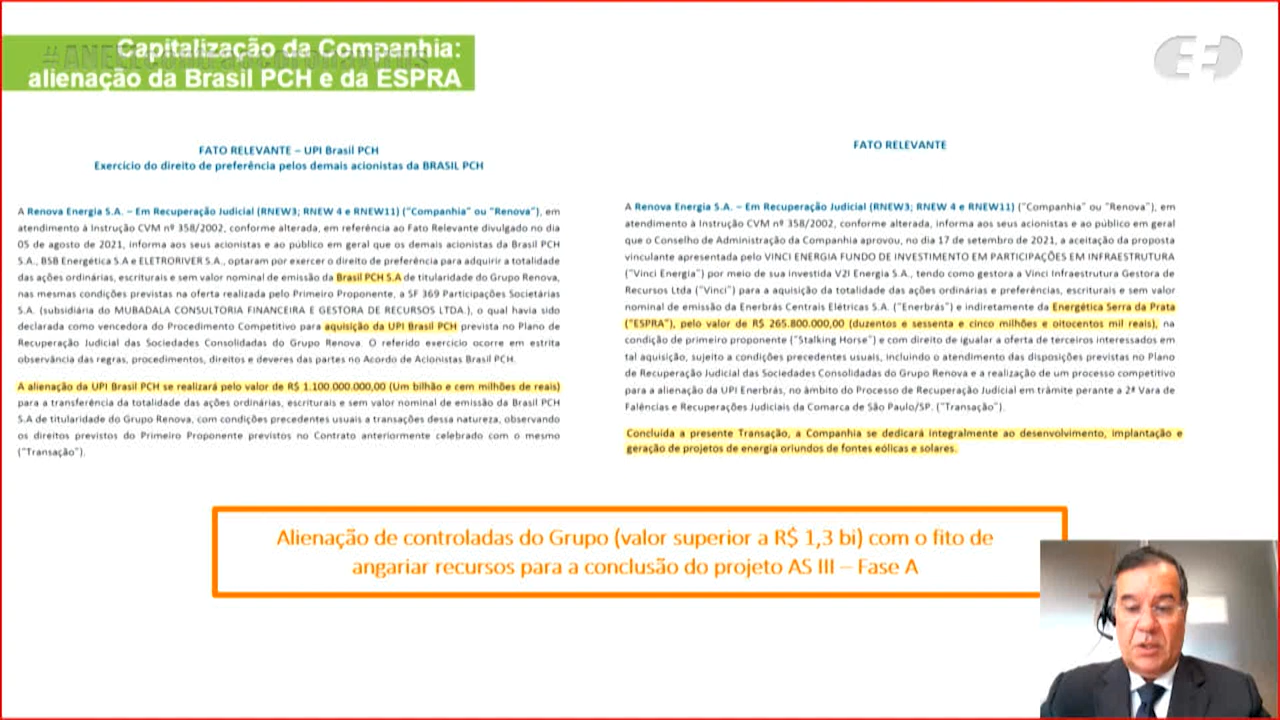 Capitalização da Companhia:
alienação da Brasil PCH e da ESPRA
FATO RELEVANTE – UPI Brasil PCH
Exercício do direito de preferência pelos demais acionistas da BRASIL PCH
A Renova Energia S.A. – Em Recuperação Judicial (RNEW3; RNEW 4 e RNEW11) ("Companhia" ou "Renova"), em
atendimento à Instrução CVM nº 358/2002, conforme alterada, em referência ao Fato Relevante divulgado no dia
05 de agosto de 2021, informa aos seus acionistas e ao público em geral que os demais acionistas da Brasil PCH
S.A., BSB Energética S.A e ELETRORIVER S.A., optaram por exercer o direito de preferência para adquirir a totalidade
das ações ordinárias, escriturais e sem valor nominal de emissão da Brasil PCH S.A de titularidade do Grupo Renova,
nas mesmas condições previstas na oferta realizada pelo Primeiro Proponente, a SF 369 Participações Societárias
S.A. (subsidiária do MUBADALA CONSULTORIA FINANCEIRA E GESTORA DE RECURSOS LTDA.), o qual havia sido
declarada como vencedora do Procedimento Competitivo para aquisição da UPI Brasil PCH prevista no Plano de
Recuperação Judicial das Sociedades Consolidadas do Grupo Renova. O referido exercício ocorre em estrita
observância das regras, procedimentos, direitos e deveres das partes no Acordo de Acionistas Brasil PCH.
A alienação da UPI Brasil PCH se realizará pelo valor de R$ 1.100.000.000,00 (Um bilhão e cem milhões de reais)
para a transferência da totalidade das ações ordinárias, escriturais e sem valor nominal de emissão da Brasil PCH
S.A de titularidade do Grupo Renova, com condições precedentes usuais a transações dessa natureza, observando
os direitos previstos do Primeiro Proponente previstos no Contrato anteriormente celebrado com o mesmo
("Transação").
FATO RELEVANTE
A Renova Energia S.A. – Em Recuperação Judicial (RNEW3; RNEW 4 e RNEW11) ("Companhia" ou "Renova"), em
atendimento à Instrução CVM nº 358/2002, conforme alterada, informa aos seus acionistas e ao público em geral
que o Conselho de Administração da Companhia aprovou, no dia 17 de setembro de 2021, a aceitação da proposta
vinculante apresentada pelo VINCI ENERGIA FUNDO DE INVESTIMENTO EM PARTICIPAÇÕES EM INFRAESTRUTURA
("Vinci Energia") por meio de sua investida V2I Energia S.A., tendo como gestora a Vinci Infraestrutura Gestora de
Recursos Ltda ("Vinci") para a aquisição da totalidade das ações ordinárias e preferências, escriturais e sem valor
nominal de emissão da Enerbrás Centrais Elétricas S.A. ("Enerbrás") e indiretamente da Energética Serra da Prata
("ESPRA"), pelo valor de R$ 265.800.000,00 (duzentos e sessenta e cinco milhões e oitocentos mil reais), na
condição de primeiro proponente ("Stalking Horse") e com direito de igualar a oferta de terceiros interessados em
tal aquisição, sujeito a condições precedentes usuais, incluindo o atendimento das disposições previstas no Plano
de Recuperação Judicial das Sociedades Consolidadas do Grupo Renova e a realização de um processo competitivo
para a alienação da UPI Enerbrás, no âmbito do Processo de Recuperação Judicial em trâmite perante a 2ª Vara de
Falências e Recuperações Judiciais da Comarca de São Paulo/SP. ("Transação").
Concluída a presente Transação, a Companhia se dedicará integralmente ao desenvolvimento, implantação e
geração de projetos de energia oriundos de fontes eólicas e solares.
Alienação de controladas do Grupo (valor superior a R$ 1,3 bi) com o fito de
angariar recursos para a conclusão do projeto AS III – Fase A